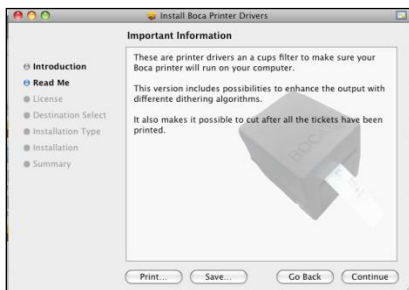 Install Boca Printer Drivers
Important Information
Introduction
Read Me
License
Destination Select
Installation Type
Installation
Summary
These are printer drivers an a cups filter to make sure your
Boca printer will run on your computer.
This version includes possibilities to enhance the output with
differente dithering algorithms.
It also makes it possible to cut after all the tickets have been
printed.
BOCA
Print...
Save...
Go Back
Continue